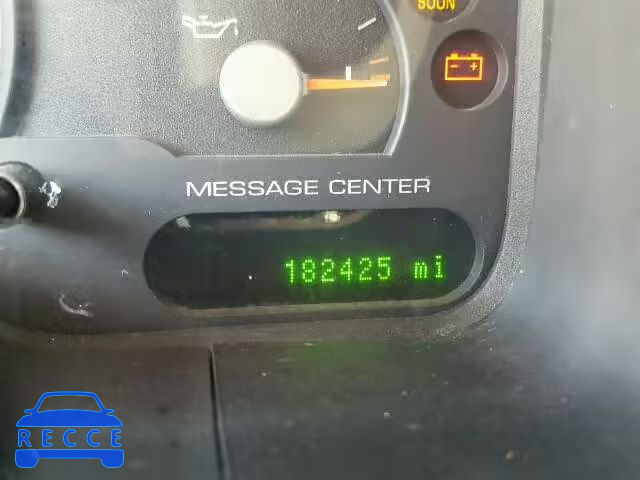 SOON
MESSAGE CENTER
182425 mi
RECCE